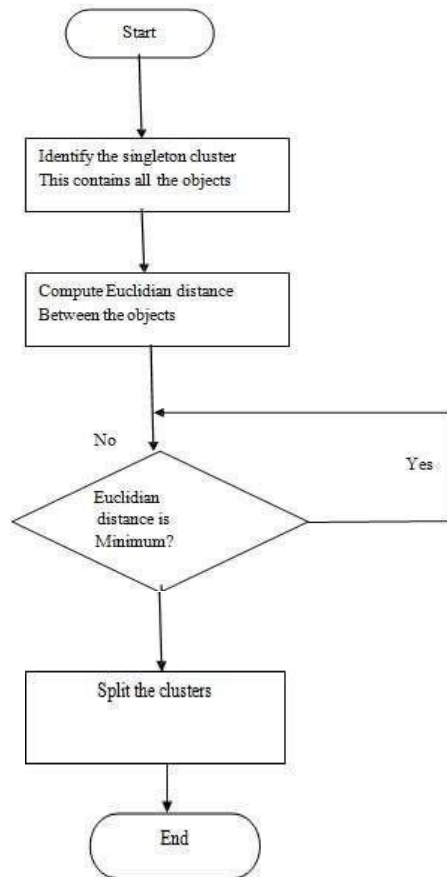 Start
Identify the singleton cluster
This contains all the objects
Compute Euclidian distance
Between the objects
No
Yes
Euclidian
distance is
Minimum?
Split the clusters
End